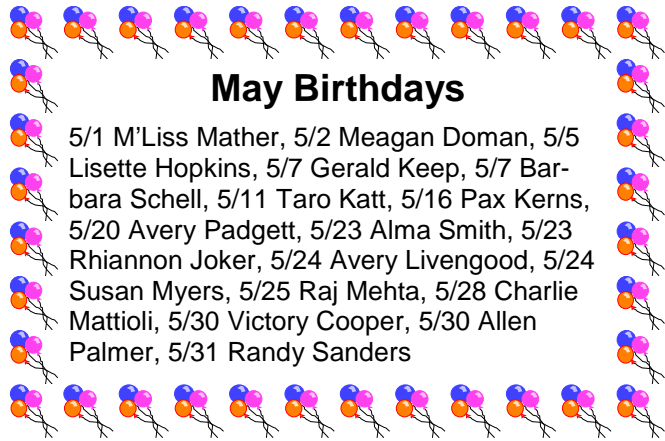 May Birthdays
5/1 M’Liss Mather, 5/2 Meagan Doman, 5/5
Lisette Hopkins, 5/7 Gerald Keep, 5/7 Bar-
bara Schell, 5/11 Taro Katt, 5/16 Pax Kerns,
5/20 Avery Padgett, 5/23 Alma Smith, 5/23
Rhiannon Joker, 5/24 Avery Livengood, 5/24
Susan Myers, 5/25 Raj Mehta, 5/28 Charlie
Mattioli, 5/30 Victory Cooper, 5/30 Allen
Palmer, 5/31 Randy Sanders